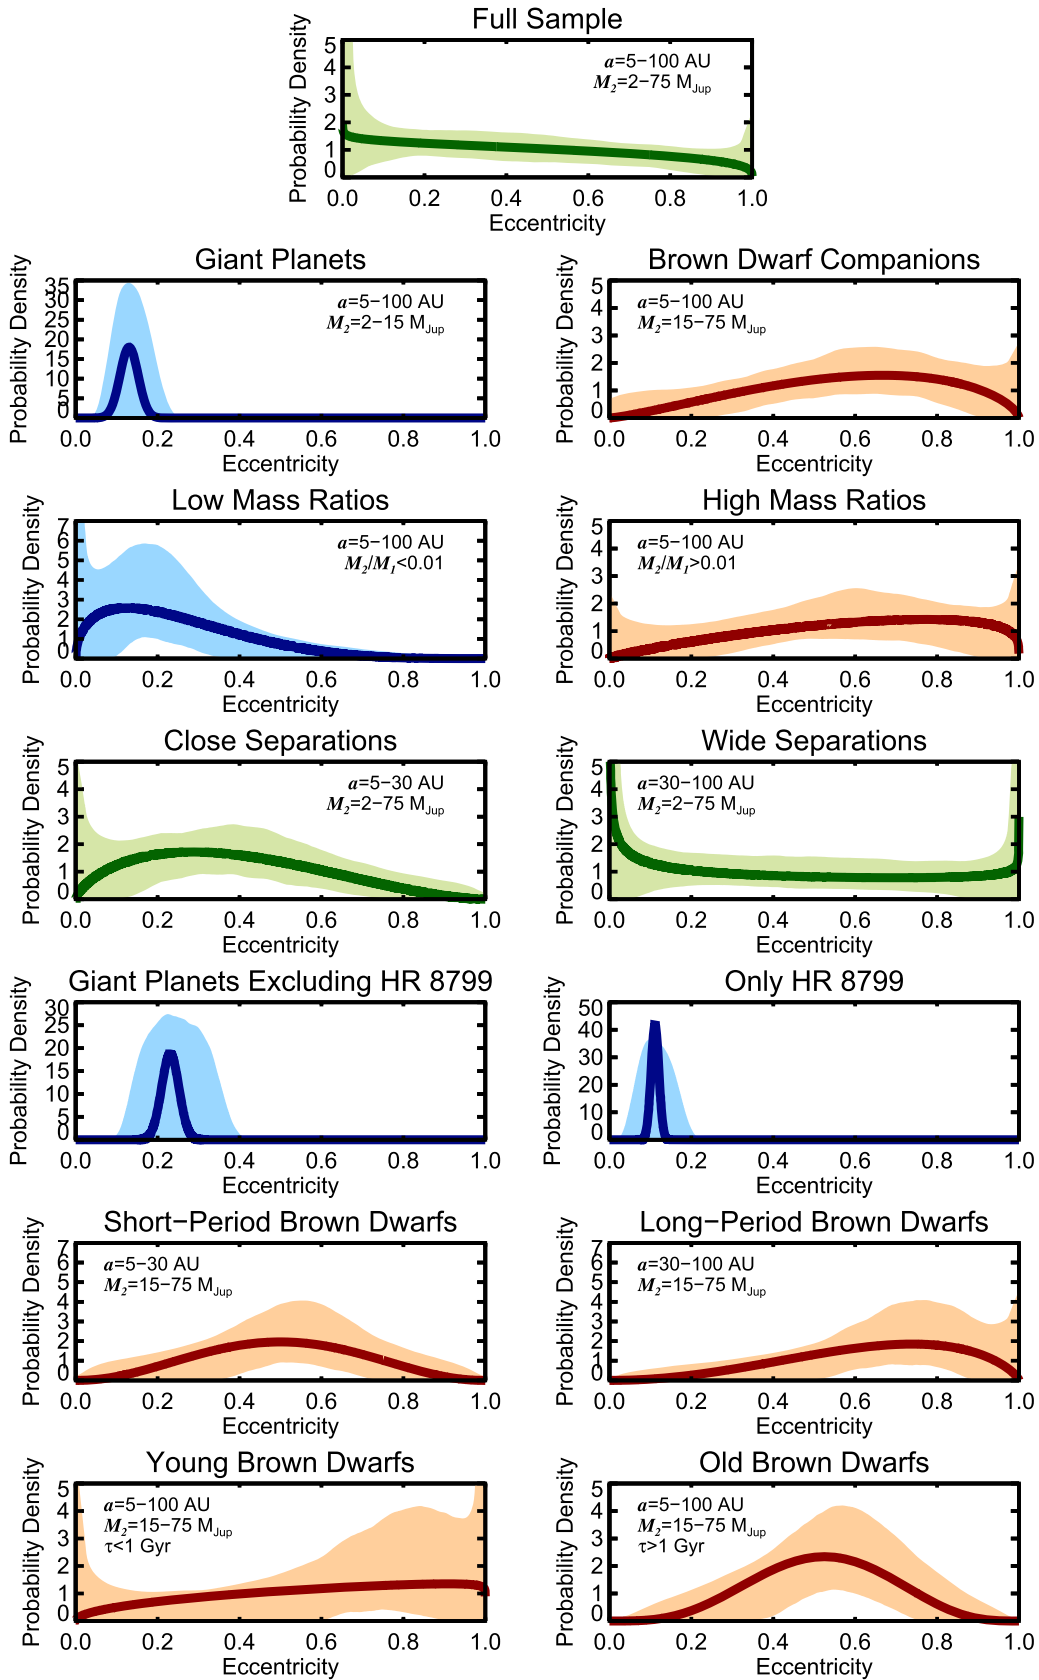 Full Sample
Probability Density
5
4
3
2
1
0
a=5−100 AU
M2=2−75 MJup
0.0 0.2 0.4 0.6 0.8 1.0
Eccentricity
Giant Planets
Probability Density
35
30
25
20
15
10
5
0
a=5−100 AU
M2=2−15 MJup
0.0 0.2 0.4 0.6 0.8 1.0
Eccentricity
Brown Dwarf Companions
Probability Density
5
4
3
2
1
0
a=5−100 AU
M2=15−75 MJup
0.0 0.2 0.4 0.6 0.8 1.0
Eccentricity
Low Mass Ratios
Probability Density
7
6
5
4
3
2
1
0
a=5−100 AU
M2/M1<0.01
0.0 0.2 0.4 0.6 0.8 1.0
Eccentricity
High Mass Ratios
Probability Density
5
4
3
2
1
0
a=5−100 AU
M2/M1>0.01
0.0 0.2 0.4 0.6 0.8 1.0
Eccentricity
Close Separations
Probability Density
5
4
3
2
1
0
a=5−30 AU
M2=2−75 MJup
0.0 0.2 0.4 0.6 0.8 1.0
Eccentricity
Wide Separations
Probability Density
5
4
3
2
1
0
a=30−100 AU
M2=2−75 MJup
0.0 0.2 0.4 0.6 0.8 1.0
Eccentricity
Giant Planets Excluding HR 8799
Probability Density
30
25
20
15
10
5
0
0.0 0.2 0.4 0.6 0.8 1.0
Eccentricity
Only HR 8799
Probability Density
50
40
30
20
10
0
0.0 0.2 0.4 0.6 0.8 1.0
Eccentricity
Short−Period Brown Dwarfs
Probability Density
7
6
5
4
3
2
1
0
a=5−30 AU
M2=15−75 MJup
0.0 0.2 0.4 0.6 0.8 1.0
Eccentricity
Long−Period Brown Dwarfs
Probability Density
7
6
5
4
3
2
1
0
a=30−100 AU
M2=15−75 MJup
0.0 0.2 0.4 0.6 0.8 1.0
Eccentricity
Young Brown Dwarfs
Probability Density
5
4
3
2
1
0
a=5−100 AU
M2=15−75 MJup
τ<1 Gyr
0.0 0.2 0.4 0.6 0.8 1.0
Eccentricity
Old Brown Dwarfs
Probability Density
5
4
3
2
1
0
a=5−100 AU
M2=15−75 MJup
τ>1 Gyr
0.0 0.2 0.4 0.6 0.8 1.0
Eccentricity